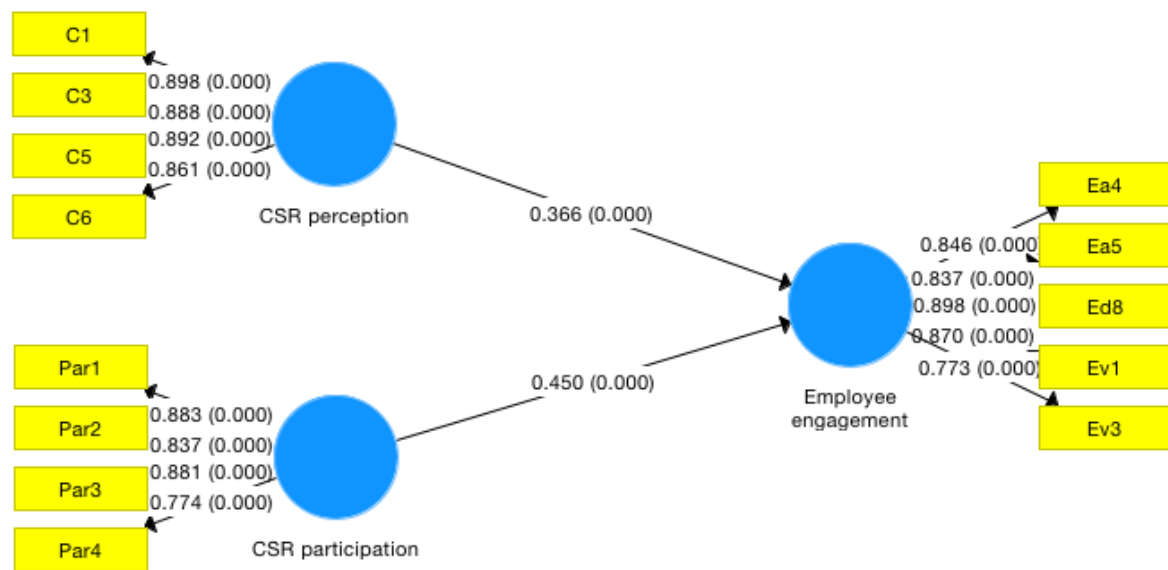 C1
0.898 (0.000)
C3
0.888 (0.000)
0.892 (0.000)
C5
0.861 (0.000)
C6
CSR perception
0.366 (0.000)
Ea4
0.846 (0.000)
Ea5
0.837 (0.000)
0.898 (0.000)
Ed8
0.870 (0.000)
Ev1
0.773 (0.000)
Ev3
Employee
engagement
Par1
0.883 (0.000)
Par2
0.837 (0.000)
0.881 (0.000)
Par3
0.774 (0.000)
Par4
CSR participation
0.450 (0.000)